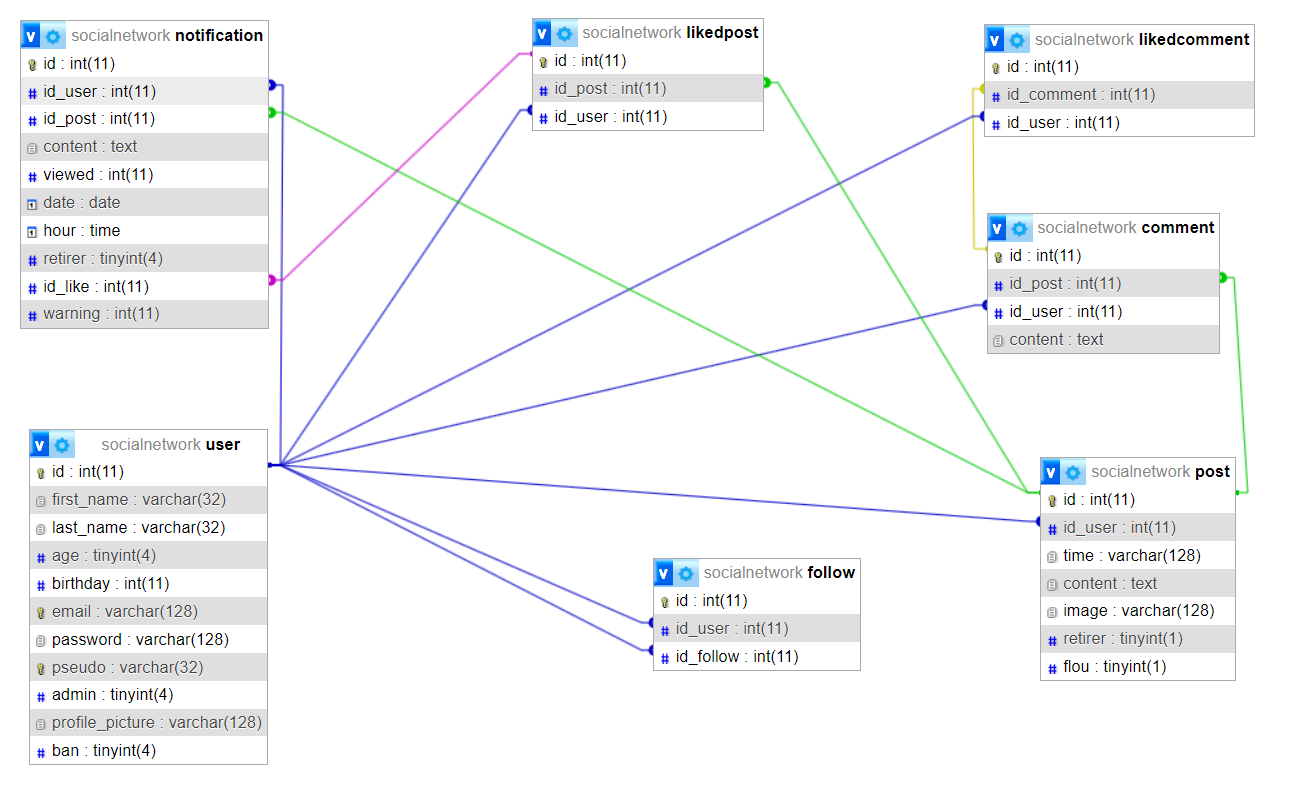 v socialnetwork notification
id : int(11)
id_user : int(11)
id_post : int(11)
content : text
viewed : int(11)
date : date
hour : time
retirer : tinyint(4)
id_like : int(11)
warning : int(11)
v socialnetwork likedpost
id : int(11)
id_post : int(11)
id_user : int(11)
v socialnetwork likedcomment
id : int(11)
id_comment : int(11)
id_user : int(11)
v socialnetwork comment
id : int(11)
id_post : int(11)
id_user : int(11)
content : text
v socialnetwork user
id : int(11)
first_name : varchar(32)
last_name : varchar(32)
age : tinyint(4)
birthday : int(11)
email : varchar(128)
password : varchar(128)
pseudo : varchar(32)
admin : tinyint(4)
profile_picture : varchar(128)
ban : tinyint(4)
v socialnetwork follow
id : int(11)
id_user : int(11)
id_follow : int(11)
v socialnetwork post
id : int(11)
id_user : int(11)
time : varchar(128)
content : text
image : varchar(128)
retirer : tinyint(1)
flou : tinyint(1)